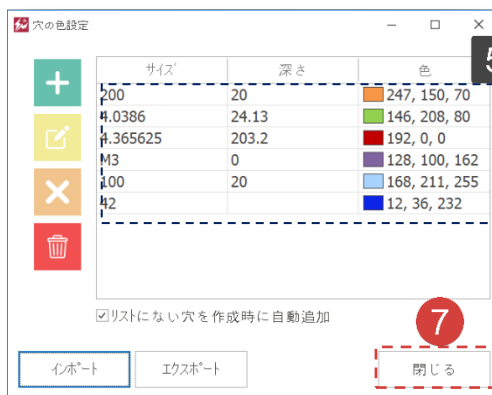 穴の色設定
5
サイズ 深さ 色
200 20 247, 150, 70
4.0386 24.13 146, 208, 80
4.365625 203.2 192, 0, 0
M3 0 128, 100, 162
100 20 168, 211, 255
42 12, 36, 232
リストにない穴を作成時に自動追加
7
インポート エクスポート 閉じる